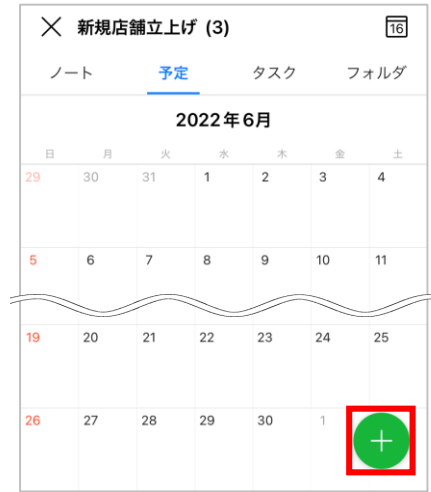 新規店舗立上げ (3)
16
ノート 予定 タスク フォルダ
2022年6月
日 月 火 水 木 金 土
29 30 31 1 2 3 4
5 6 7 8 9 10 11
19 20 21 22 23 24 25
26 27 28 29 30 1